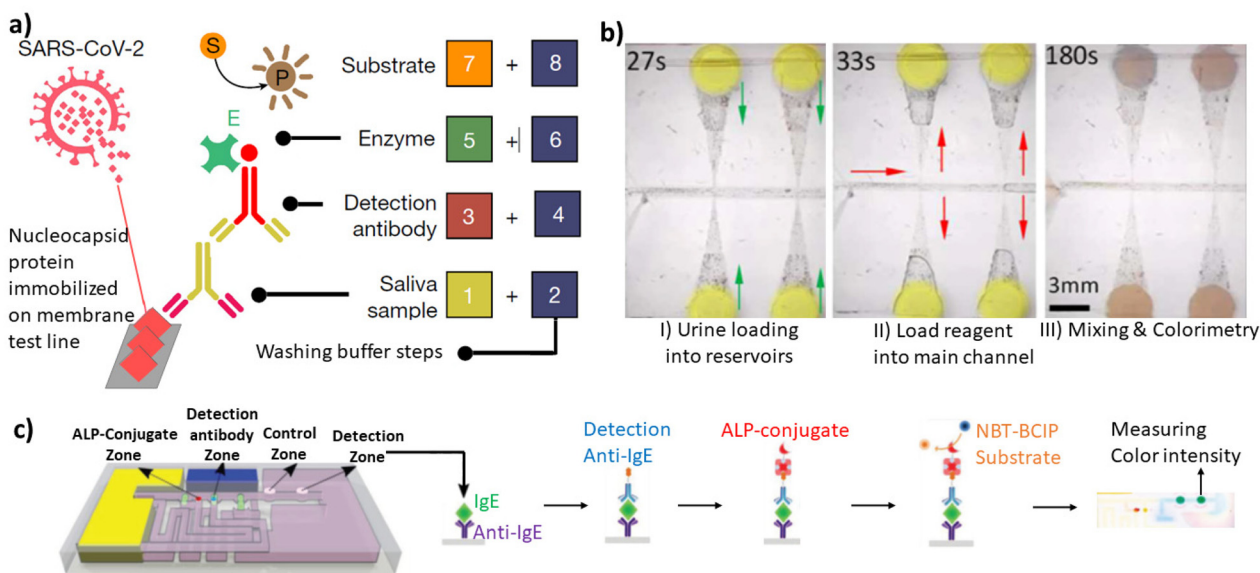 a)
SARS-CoV-2
S
P
E
Substrate
7 + 8
Enzyme
5 + 6
Detection
antibody
3 + 4
Saliva
sample
1 + 2
Nucleocapsid
protein
immobilized
on membrane
test line
Washing buffer steps
b)
27s
33s
180s
3mm
I) Urine loading
into reservoirs
II) Load reagent
into main channel
III) Mixing & Colorimetry
c)
ALP-Conjugate
Zone
Detection
antibody
Zone
Control
Zone
Detection
Zone
IgE
Anti-IgE
Detection
Anti-IgE
ALP-conjugate
NBT-BCIP
Substrate
Measuring
Color intensity